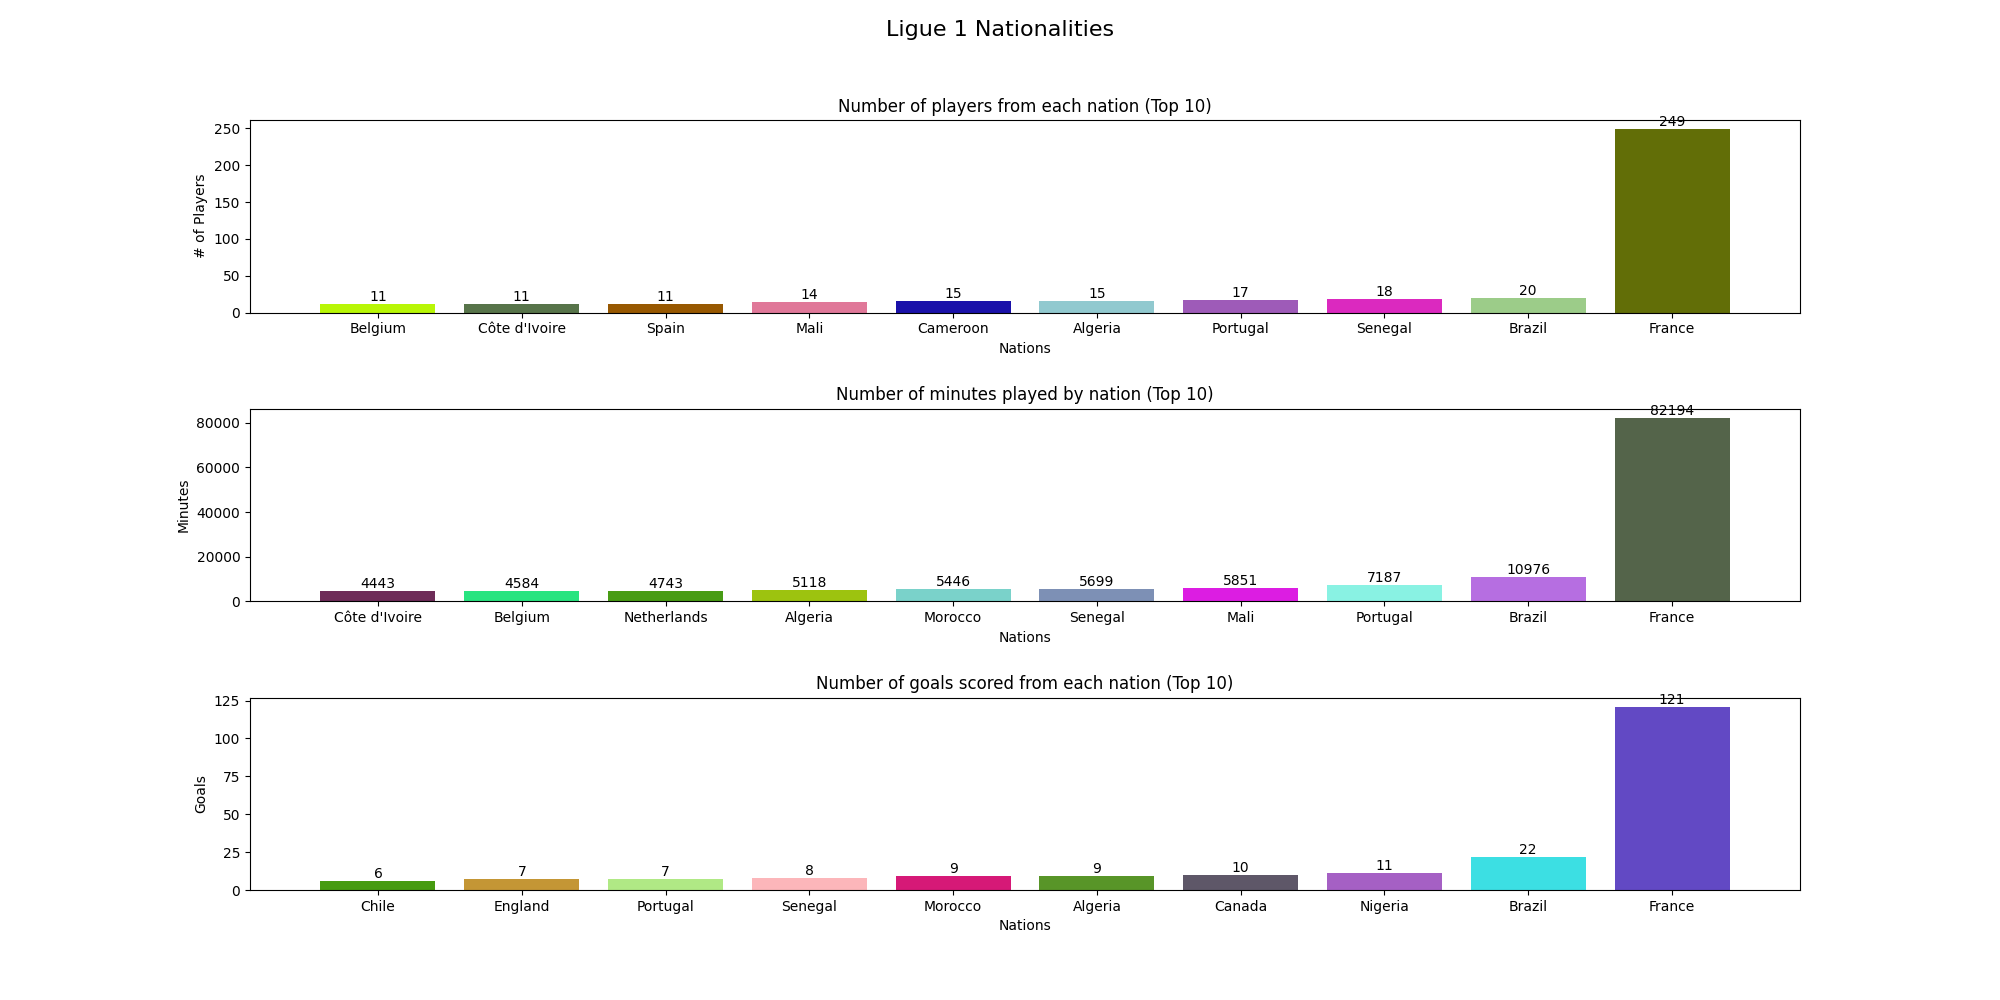 Ligue 1 Nationalities
Number of players from each nation (Top 10)
# of Players
250
200
150
100
50
0
11 11 11 14 15 15 17 18 20 249
Belgium Côte d'Ivoire Spain Mali Cameroon Algeria Portugal Senegal Brazil France
Nations
Number of minutes played by nation (Top 10)
Minutes
80000
60000
40000
20000
0
4443 4584 4743 5118 5446 5699 5851 7187 10976 82194
Côte d'Ivoire Belgium Netherlands Algeria Morocco Senegal Mali Portugal Brazil France
Nations
Number of goals scored from each nation (Top 10)
Goals
125
100
75
50
25
0
6 7 7 8 9 9 10 11 22 121
Chile England Portugal Senegal Morocco Algeria Canada Nigeria Brazil France
Nations